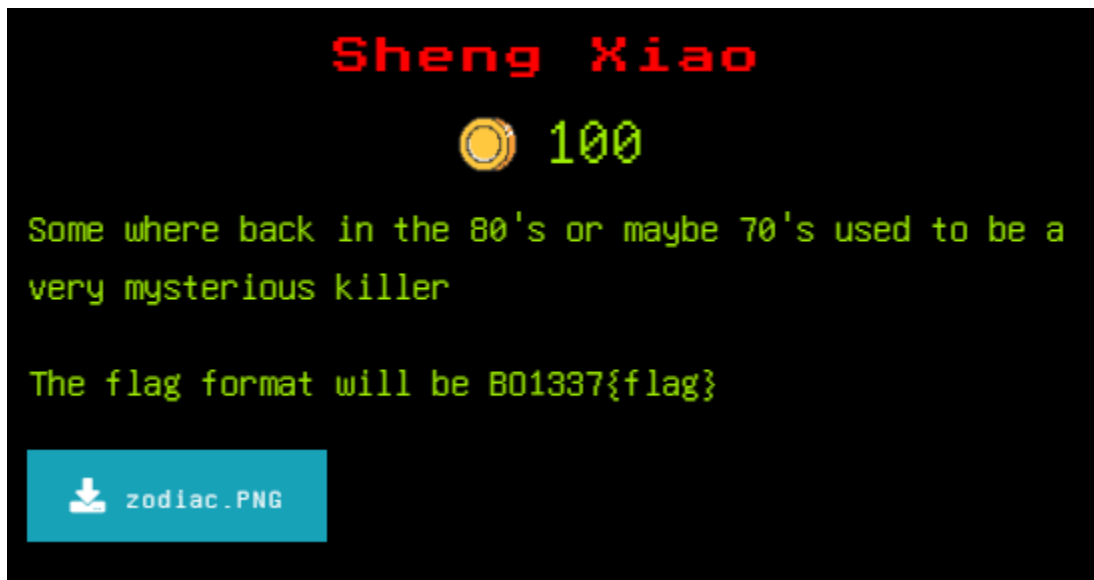 Sheng Xiao
100
Some where back in the 80's or maybe 70's used to be a
very mysterious killer
The flag format will be BO1337{flag}
zodiac.PNG